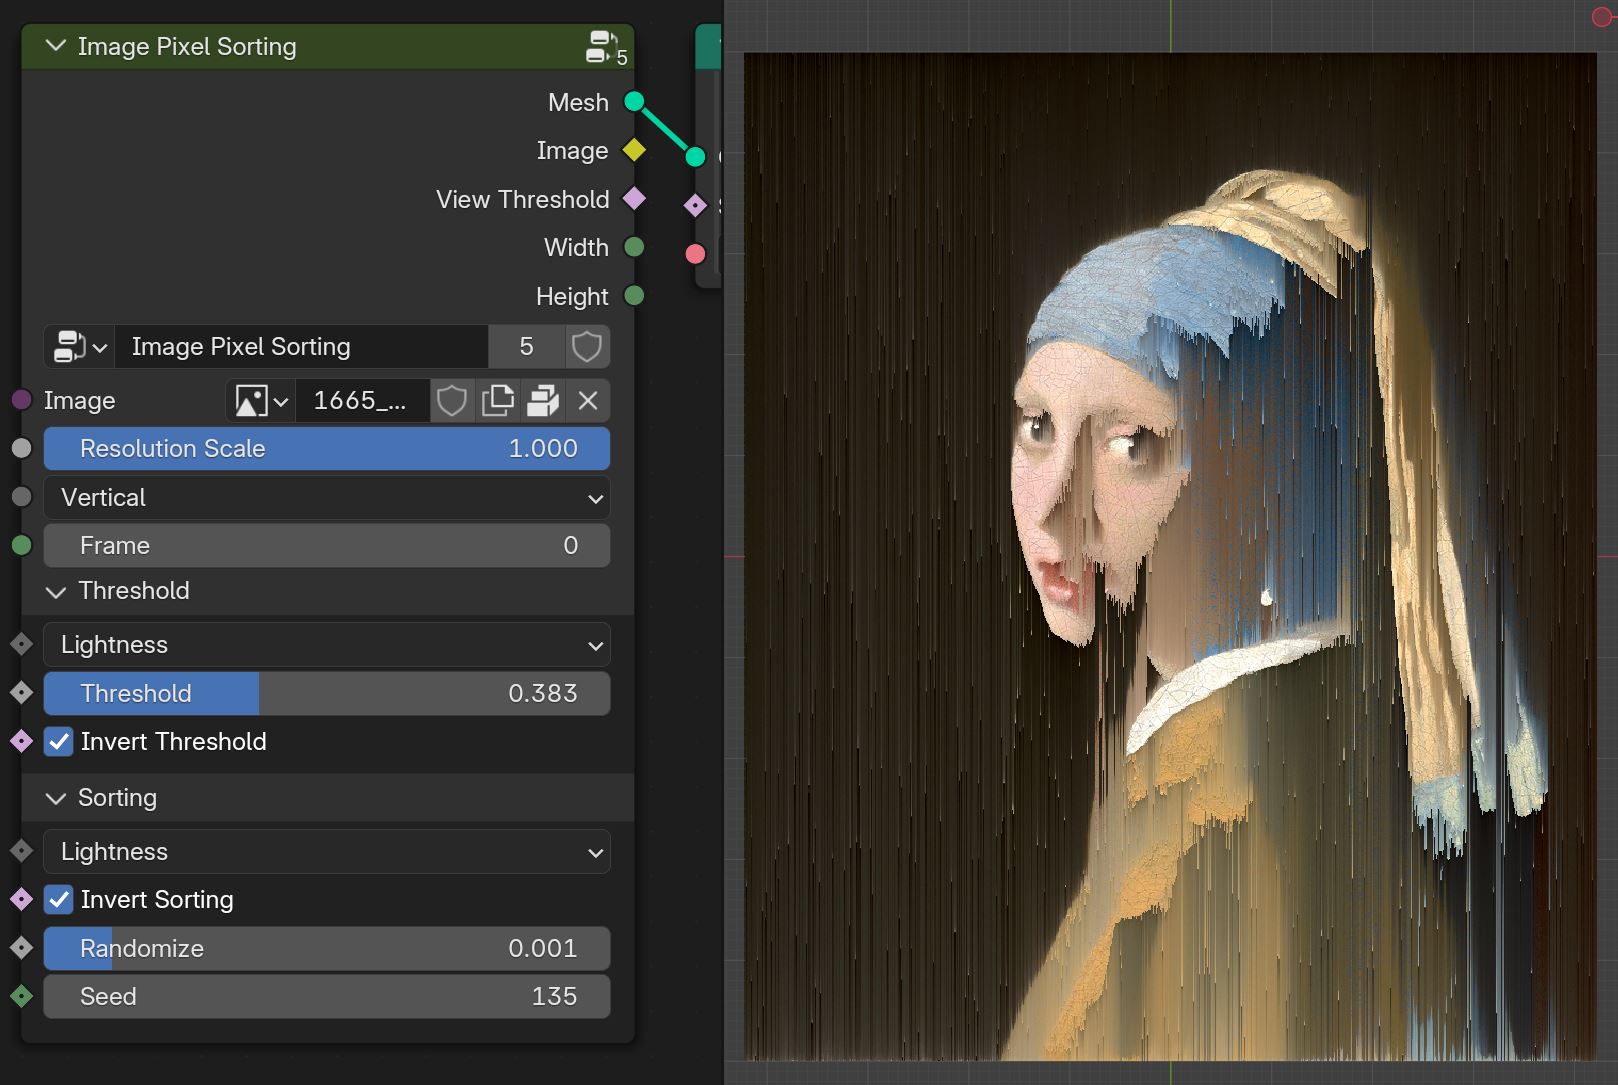 Image Pixel Sorting
5
Mesh
Image
View Threshold
Width
Height
Image Pixel Sorting 5
Image 1665_...
Resolution Scale 1.000
Vertical
Frame 0
Threshold
Lightness
Threshold 0.383
Invert Threshold
Sorting
Lightness
Invert Sorting
Randomize 0.001
Seed 135